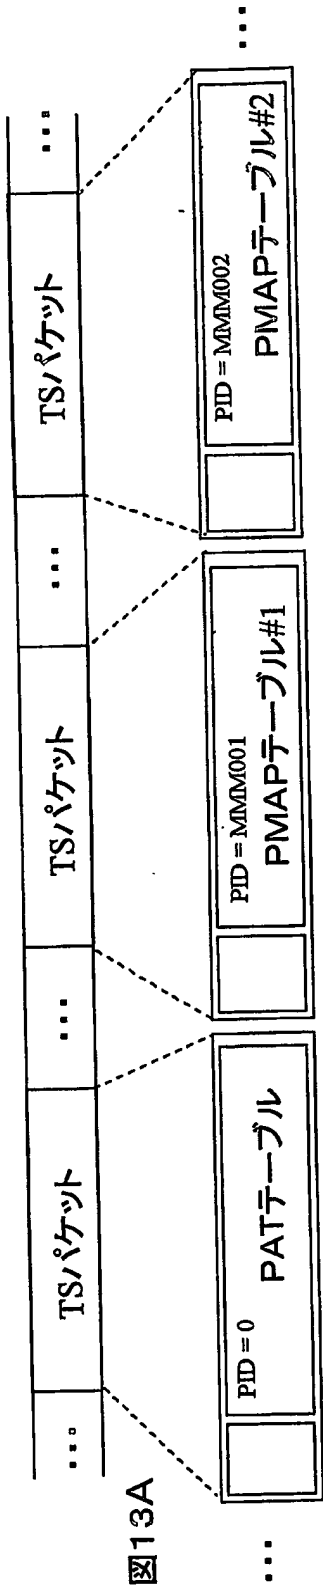 図13A
… TSパケット … TSパケット … TSパケット …
… PID = 0
PATテーブル
PID = MMM001
PMAPテーブル#1
PID = MMM002
PMAPテーブル#2 …